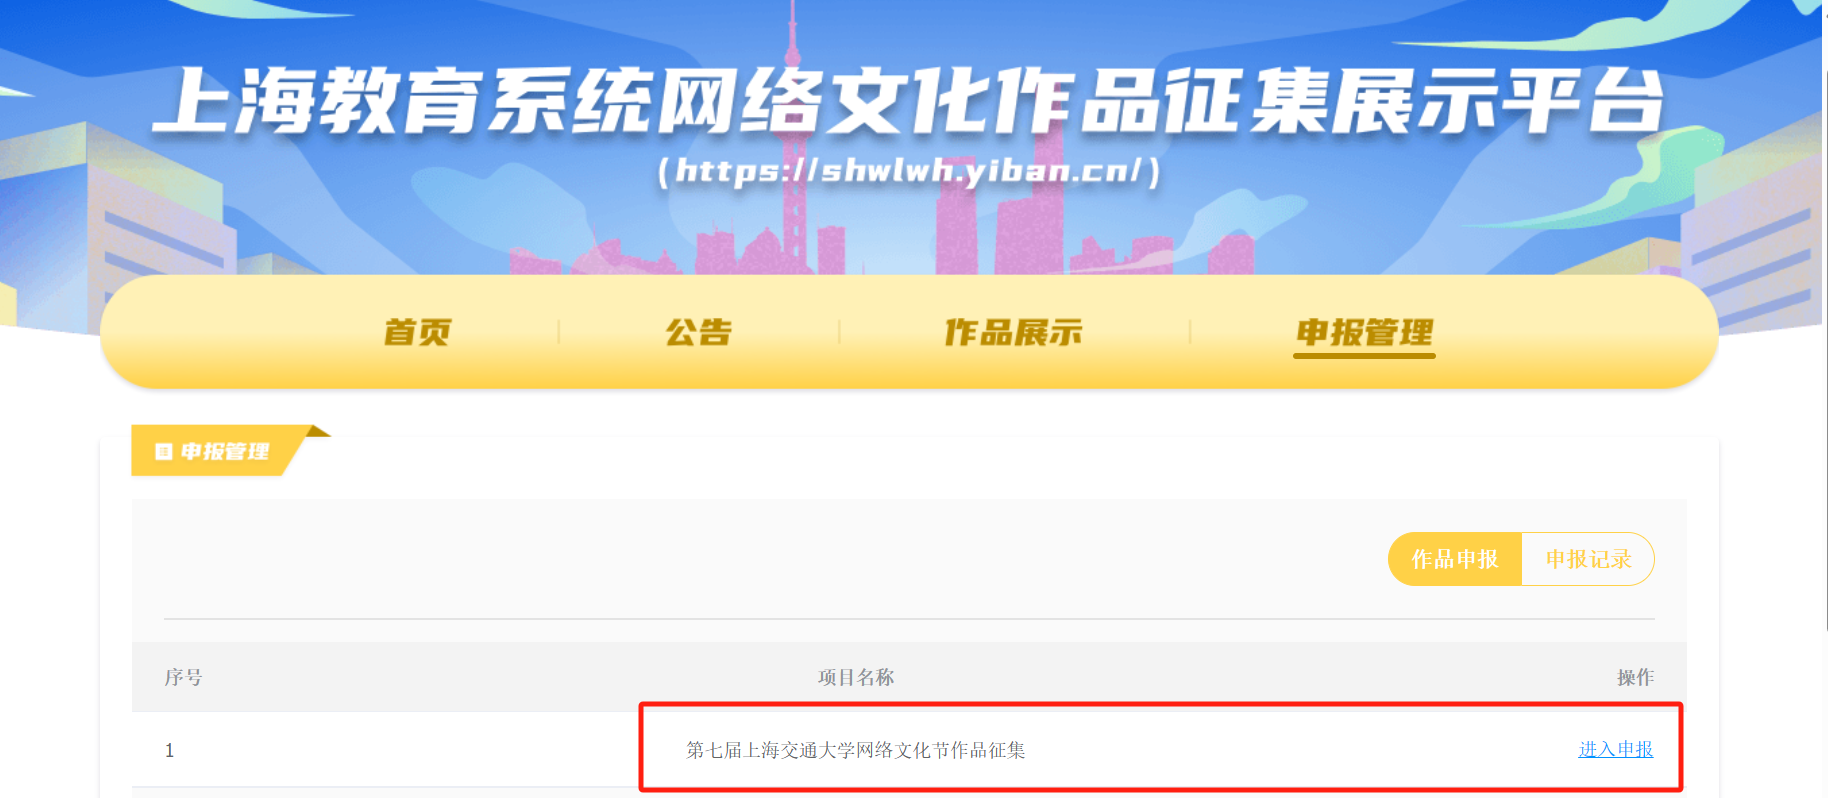 上海教育系统网络文化作品征集展示平台
(https://shwlwh.yiban.cn/)
首页 公告 作品展示 申报管理
申报管理
作品申报 申报记录
序号 项目名称 操作
1 第七届上海交通大学网络文化节作品征集 进入申报